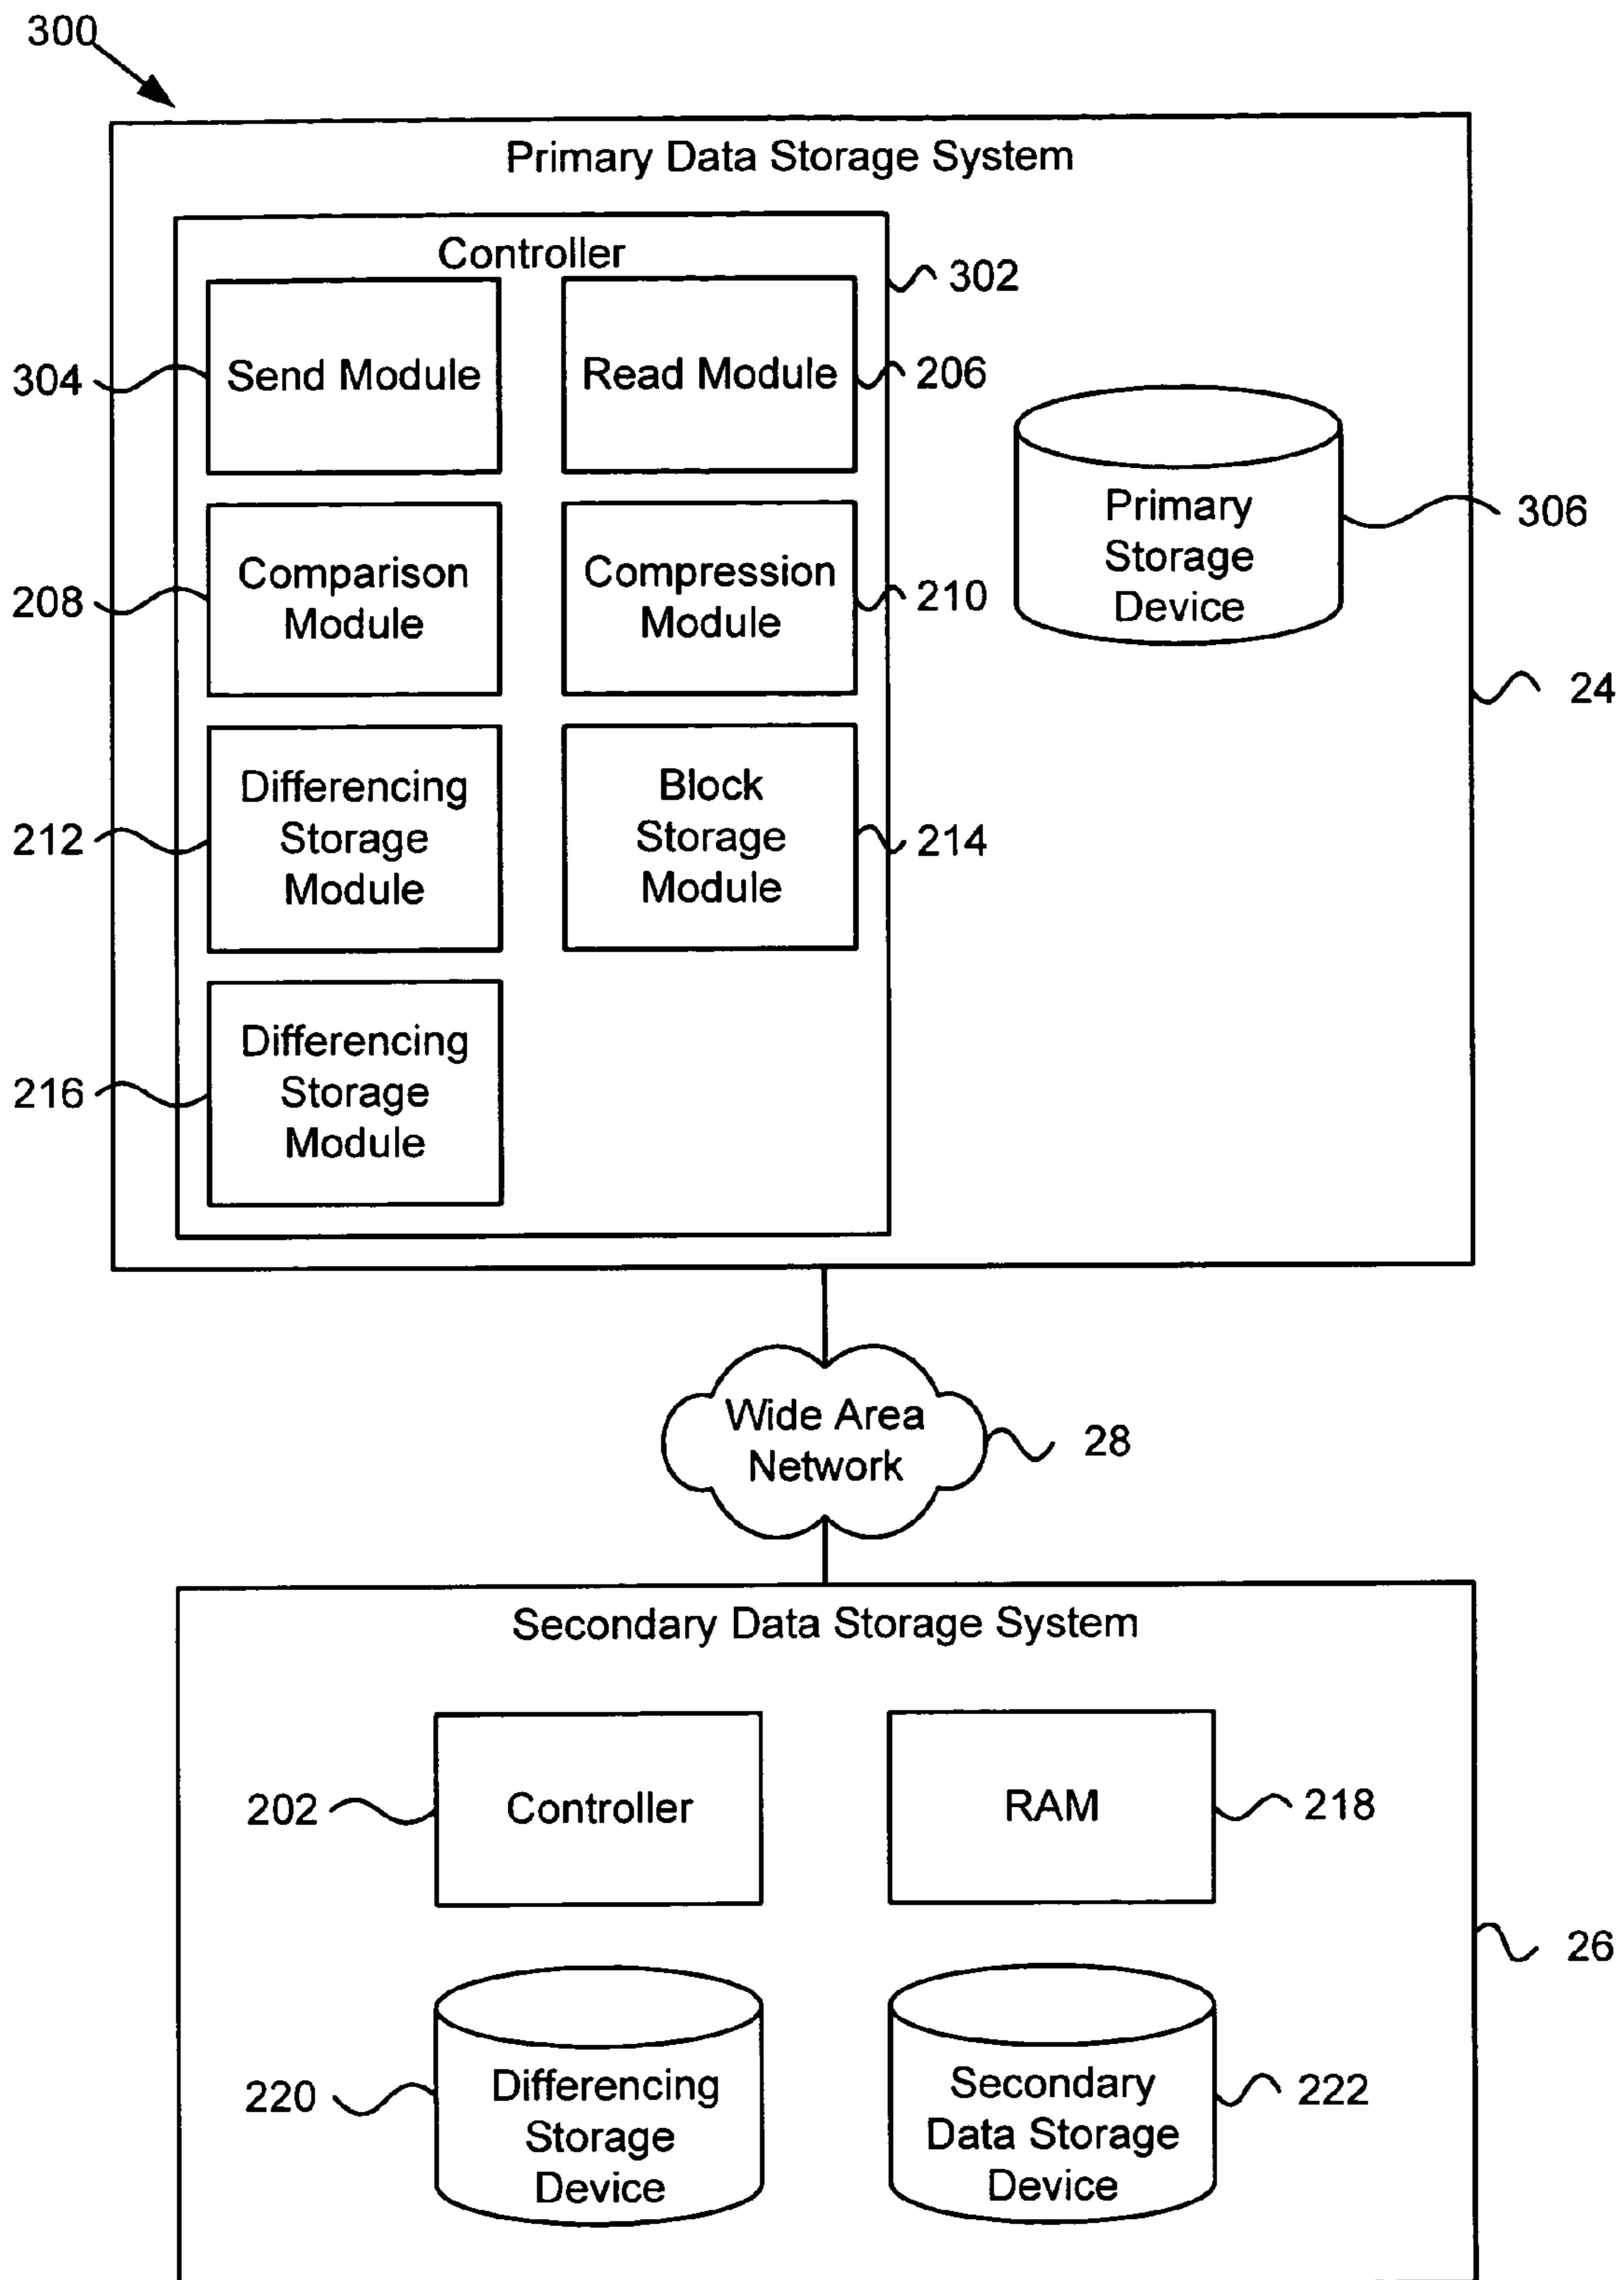 300
Primary Data Storage System
Controller
302
304
Send Module
Read Module
206
Primary
Storage
Device
306
208
Comparison
Module
Compression
Module
210
24
212
Differencing
Storage
Module
Block
Storage
Module
214
216
Differencing
Storage
Module
Wide Area
Network
28
Secondary Data Storage System
202
Controller
RAM
218
26
220
Differencing
Storage
Device
Secondary
Data Storage
Device
222